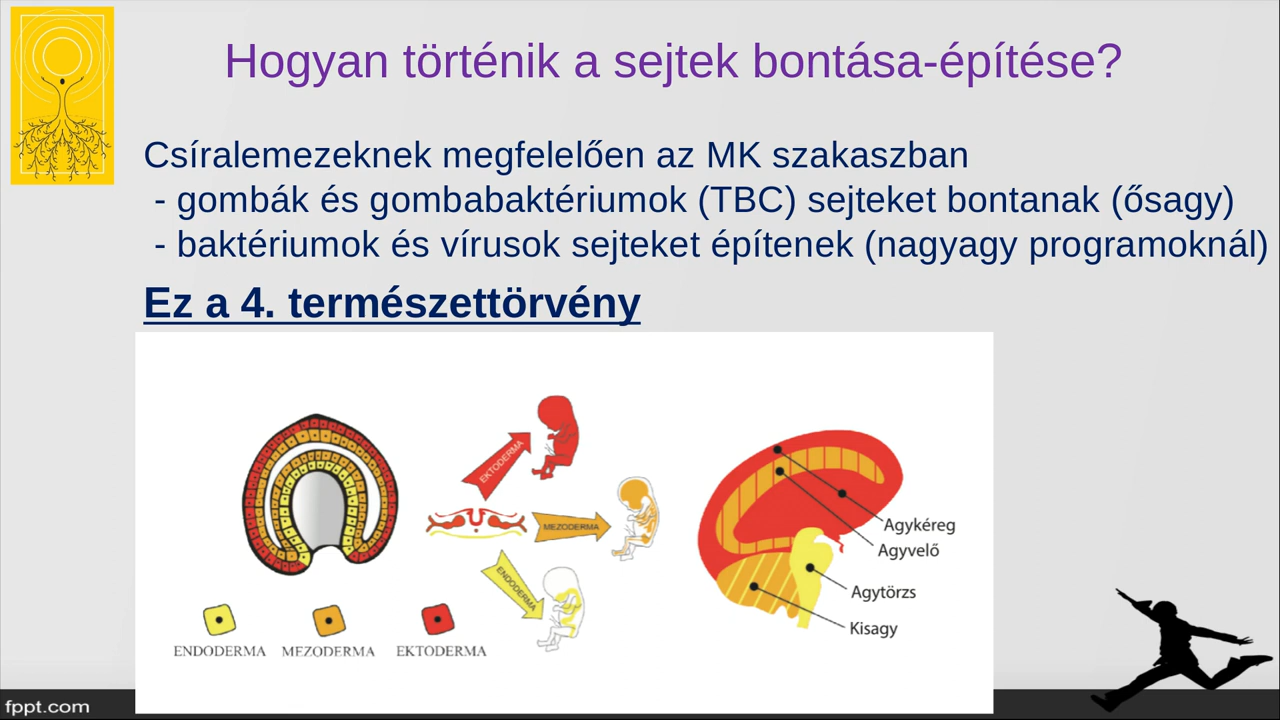 Hogyan történik a sejtek bontása-építése?
Csíralemezeknek megfelelően az MK szakaszban
- gombák és gombabaktériumok (TBC) sejteket bontanak (ősagy)
- baktériumok és vírusok sejteket építenek (nagyagy programoknál)
Ez a 4. természettörvény
EKTODERMA
MEZODERMA
ENDODERMA
Agykéreg
Agyvelő
Agytörzs
Kisagy
ENDODERMA MEZODERMA EKTODERMA
fppt.com